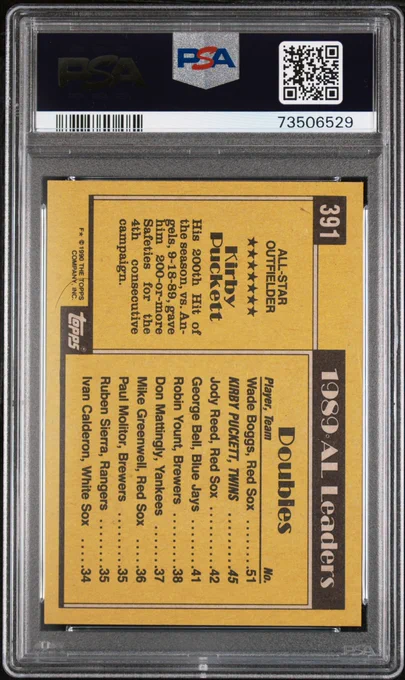 PSA
PSA
73506529
391
ALL-STAR
OUTFIELDER
★★★★★★★
Kirby
Puckett
His 200th Hit of
the season, vs. An-
gels, 9-18-89, gave
him 200-or-more
Safeties for the
4th consecutive
campaign.
F* © 1990 THE TOPPS
COMPANY, INC.
topps
1989 AL Leaders
Doubles
Player, Team No.
Wade Boggs, Red Sox ....51
KIRBY PUCKETT, TWINS ........45
Jody Reed, Red Sox ......42
George Bell, Blue Jays ....41
Robin Yount, Brewers .....38
Don Mattingly, Yankees ...37
Mike Greenwell, Red Sox ..36
Paul Molitor, Brewers .....35
Ruben Sierra, Rangers ....35
Ivan Calderon, White Sox ...34